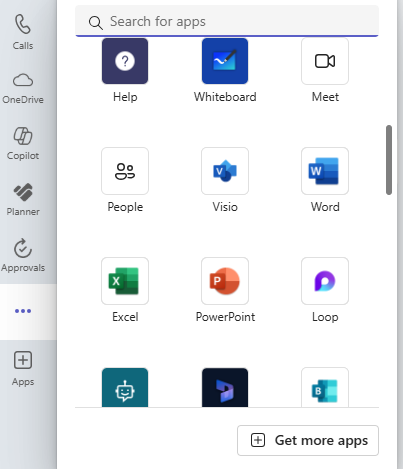 Calls
OneDrive
Copilot
Planner
Approvals
Apps
Search for apps
Help
Whiteboard
Meet
People
Visio
Word
Excel
PowerPoint
Loop
Get more apps